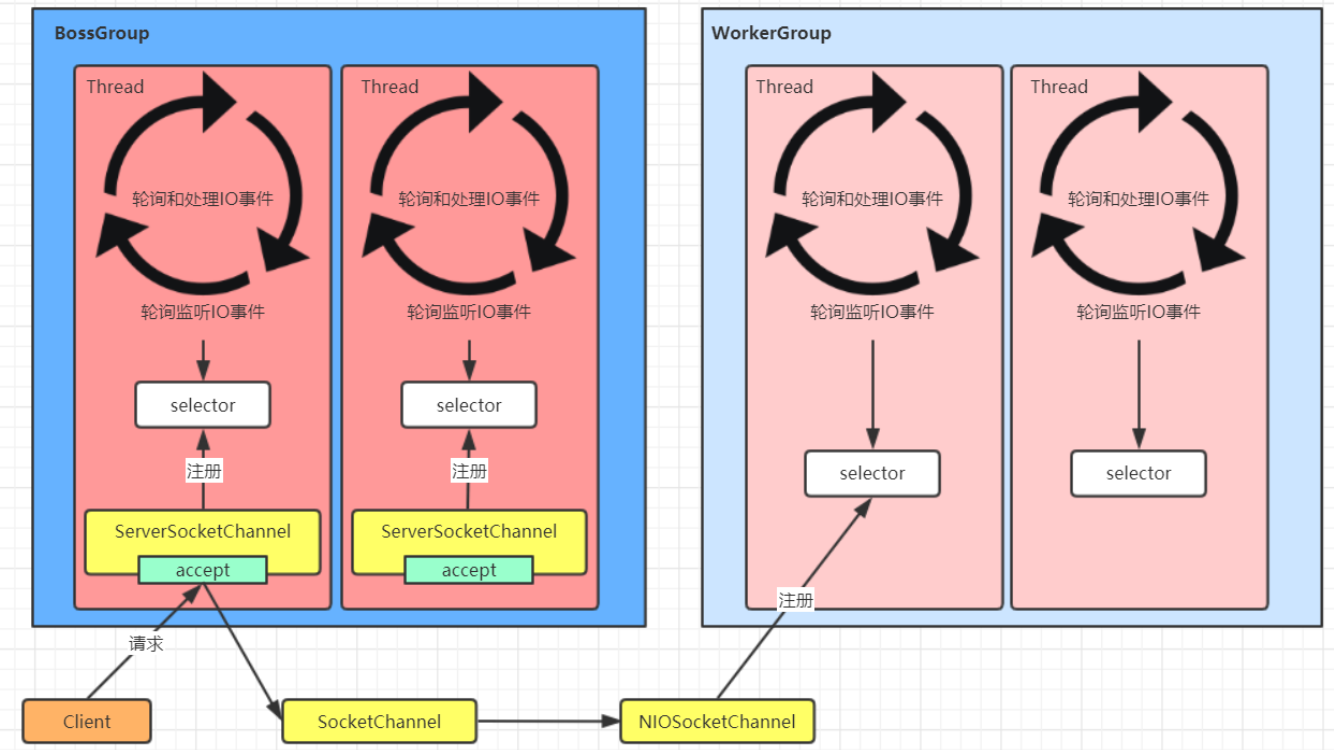 BossGroup
Thread
轮询和处理IO事件
轮询监听IO事件
selector
注册
ServerSocketChannel
accept
Thread
轮询和处理IO事件
轮询监听IO事件
selector
注册
ServerSocketChannel
accept
WorkerGroup
Thread
轮询和处理IO事件
轮询监听IO事件
selector
注册
Thread
轮询和处理IO事件
轮询监听IO事件
selector
请求
Client
SocketChannel
NIOSocketChannel